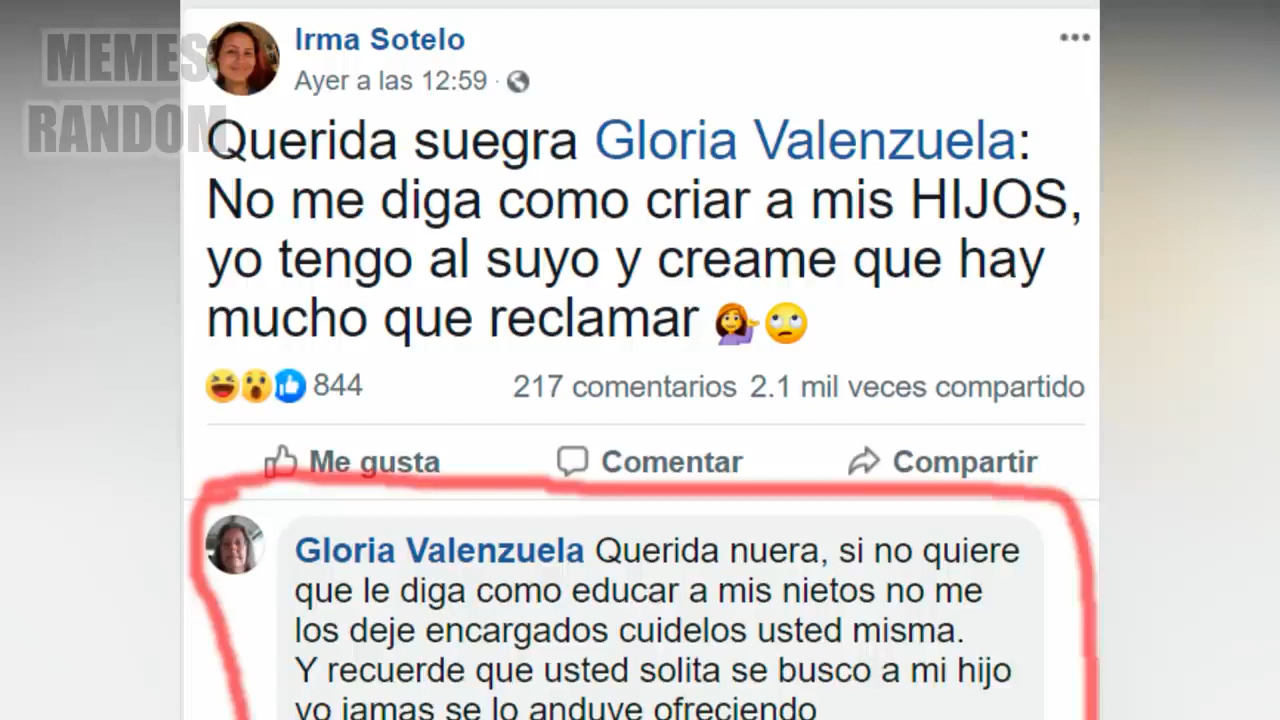 MEMES
RANDOM
Irma Sotelo
Ayer a las 12:59 ·
Querida suegra Gloria Valenzuela:
No me diga como criar a mis HIJOS,
yo tengo al suyo y creame que hay
mucho que reclamar
844 217 comentarios 2.1 mil veces compartido
Me gusta Comentar Compartir
Gloria Valenzuela Querida nuera, si no quiere
que le diga como educar a mis nietos no me
los deje encargados cuidelos usted misma.
Y recuerde que usted solita se busco a mi hijo
yo jamas se lo anduve ofreciendo